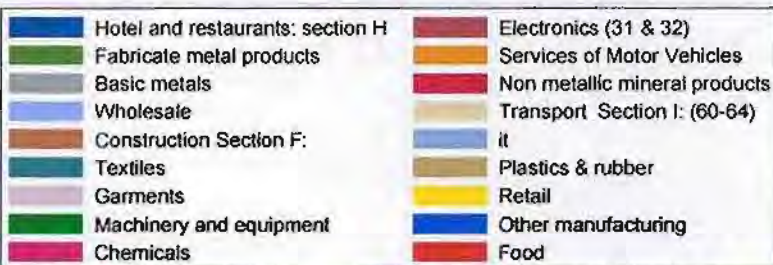 Hotel and restaurants: section H
Fabricate metal products
Basic metals
Wholesale
Construction Section F:
Textiles
Garments
Machinery and equipment
Chemicals
Electronics (31 & 32)
Services of Motor Vehicles
Non metallic mineral products
Transport Section I: (60-64)
it
Plastics & rubber
Retail
Other manufacturing
Food